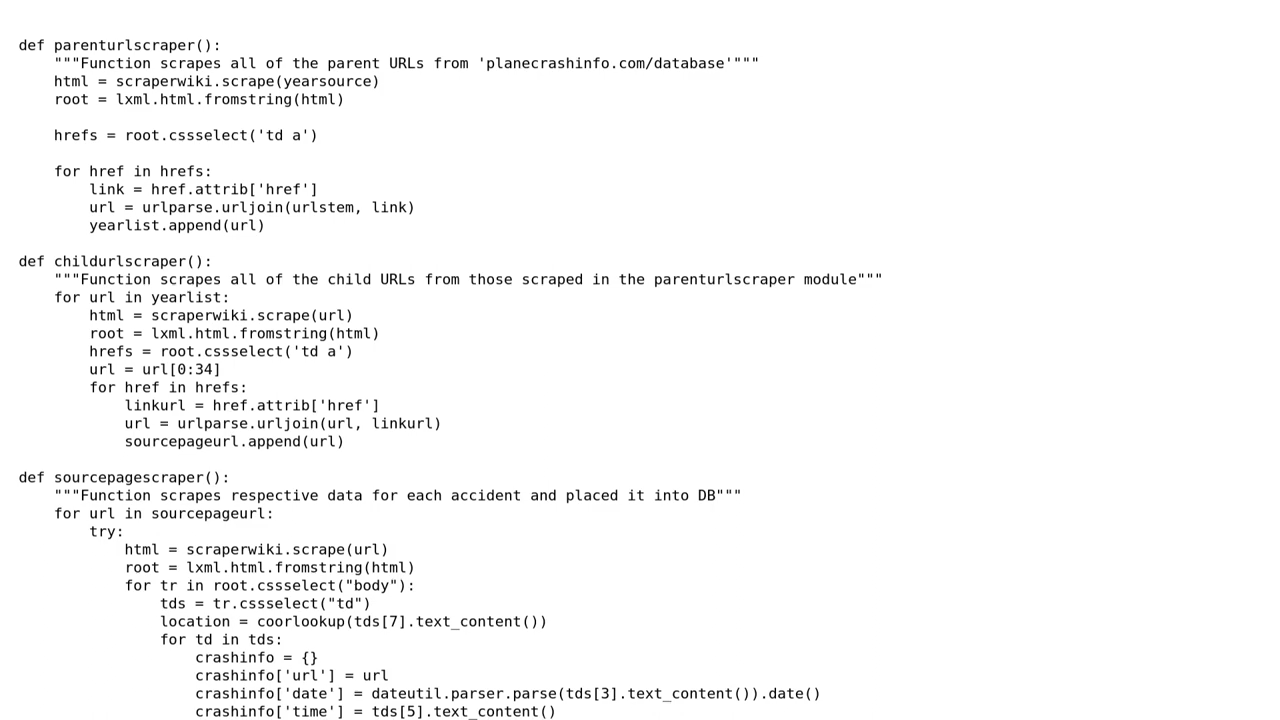 def parenturlscraper():
    """Function scrapes all of the parent URLs from 'planecrashinfo.com/database'"""
    html = scraperwiki.scrape(yearsource)
    root = lxml.html.fromstring(html)

    hrefs = root.cssselect('td a')

    for href in hrefs:
        link = href.attrib['href']
        url = urlparse.urljoin(urlstem, link)
        yearlist.append(url)

def childurlscraper():
    """Function scrapes all of the child URLs from those scraped in the parenturlscraper module"""
    for url in yearlist:
        html = scraperwiki.scrape(url)
        root = lxml.html.fromstring(html)
        hrefs = root.cssselect('td a')
        url = url[0:34]
        for href in hrefs:
            linkurl = href.attrib['href']
            url = urlparse.urljoin(url, linkurl)
            sourcepageurl.append(url)

def sourcepagescraper():
    """Function scrapes respective data for each accident and placed it into DB"""
    for url in sourcepageurl:
        try:
            html = scraperwiki.scrape(url)
            root = lxml.html.fromstring(html)
            for tr in root.cssselect("body"):
                tds = tr.cssselect("td")
                location = coorlookup(tds[7].text_content())
                for td in tds:
                    crashinfo = {}
                    crashinfo['url'] = url
                    crashinfo['date'] = dateutil.parser.parse(tds[3].text_content()).date()
                    crashinfo['time'] = tds[5].text_content()